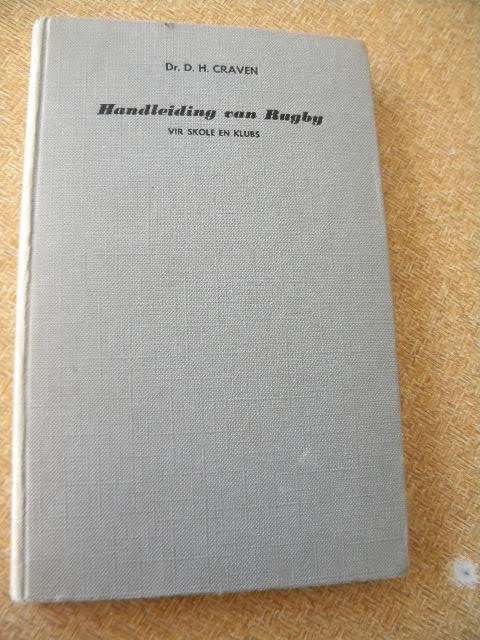 Dr. D. H. CRAVEN
Handleiding van Rugby
VIR SKOLE EN KLUBS